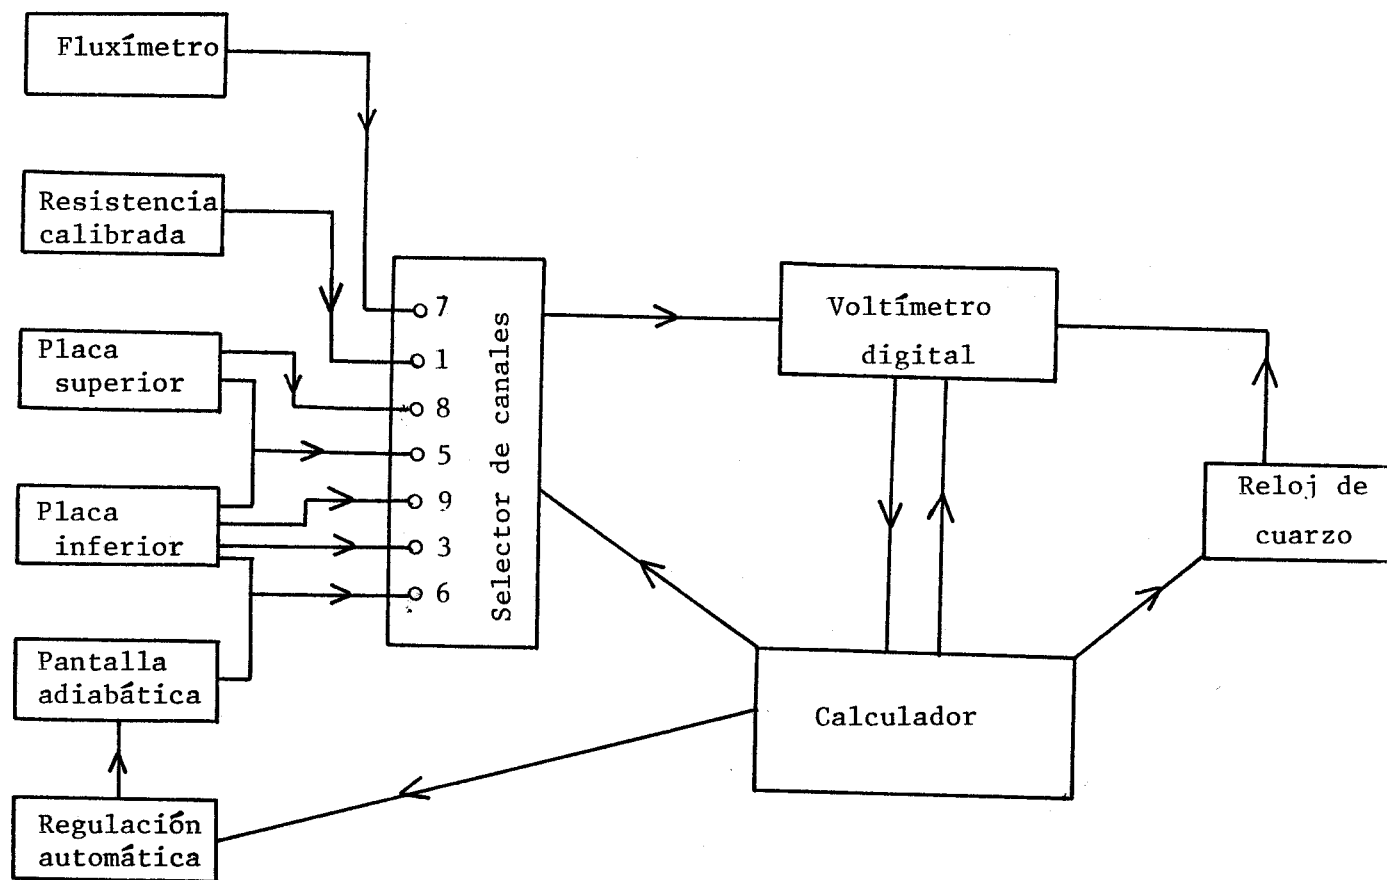 Fluxímetro
Resistencia
calibrada
Placa
superior
Placa
inferior
Pantalla
adiabática
Regulación
automática
7
1
8
5
9
3
6
Selector de canales
Voltímetro
digital
Reloj de
cuarzo
Calculador